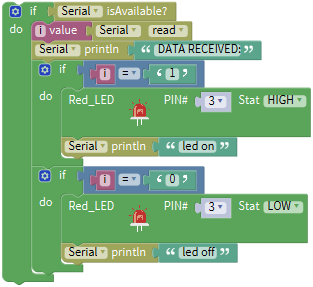 if Serial isAvailable?
do i value Serial read
Serial println “ DATA RECEIVED: ”
if i = ‘ 1 ’
do Red_LED PIN# 3 Stat HIGH
Serial println “ led on ”
if i = ‘ 0 ’
do Red_LED PIN# 3 Stat LOW
Serial println “ led off ”